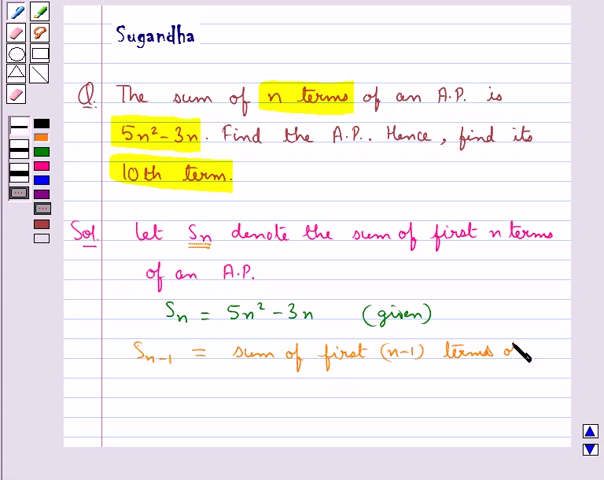 Sugandha
Q. The sum of n terms of an A.P. is
5n² - 3n. Find the A.P. Hence, find its
10th term.
Sol. Let Sn denote the sum of first n terms
of an A.P.
Sn = 5n² - 3n (given)
Sn-1 = sum of first (n-1) terms o